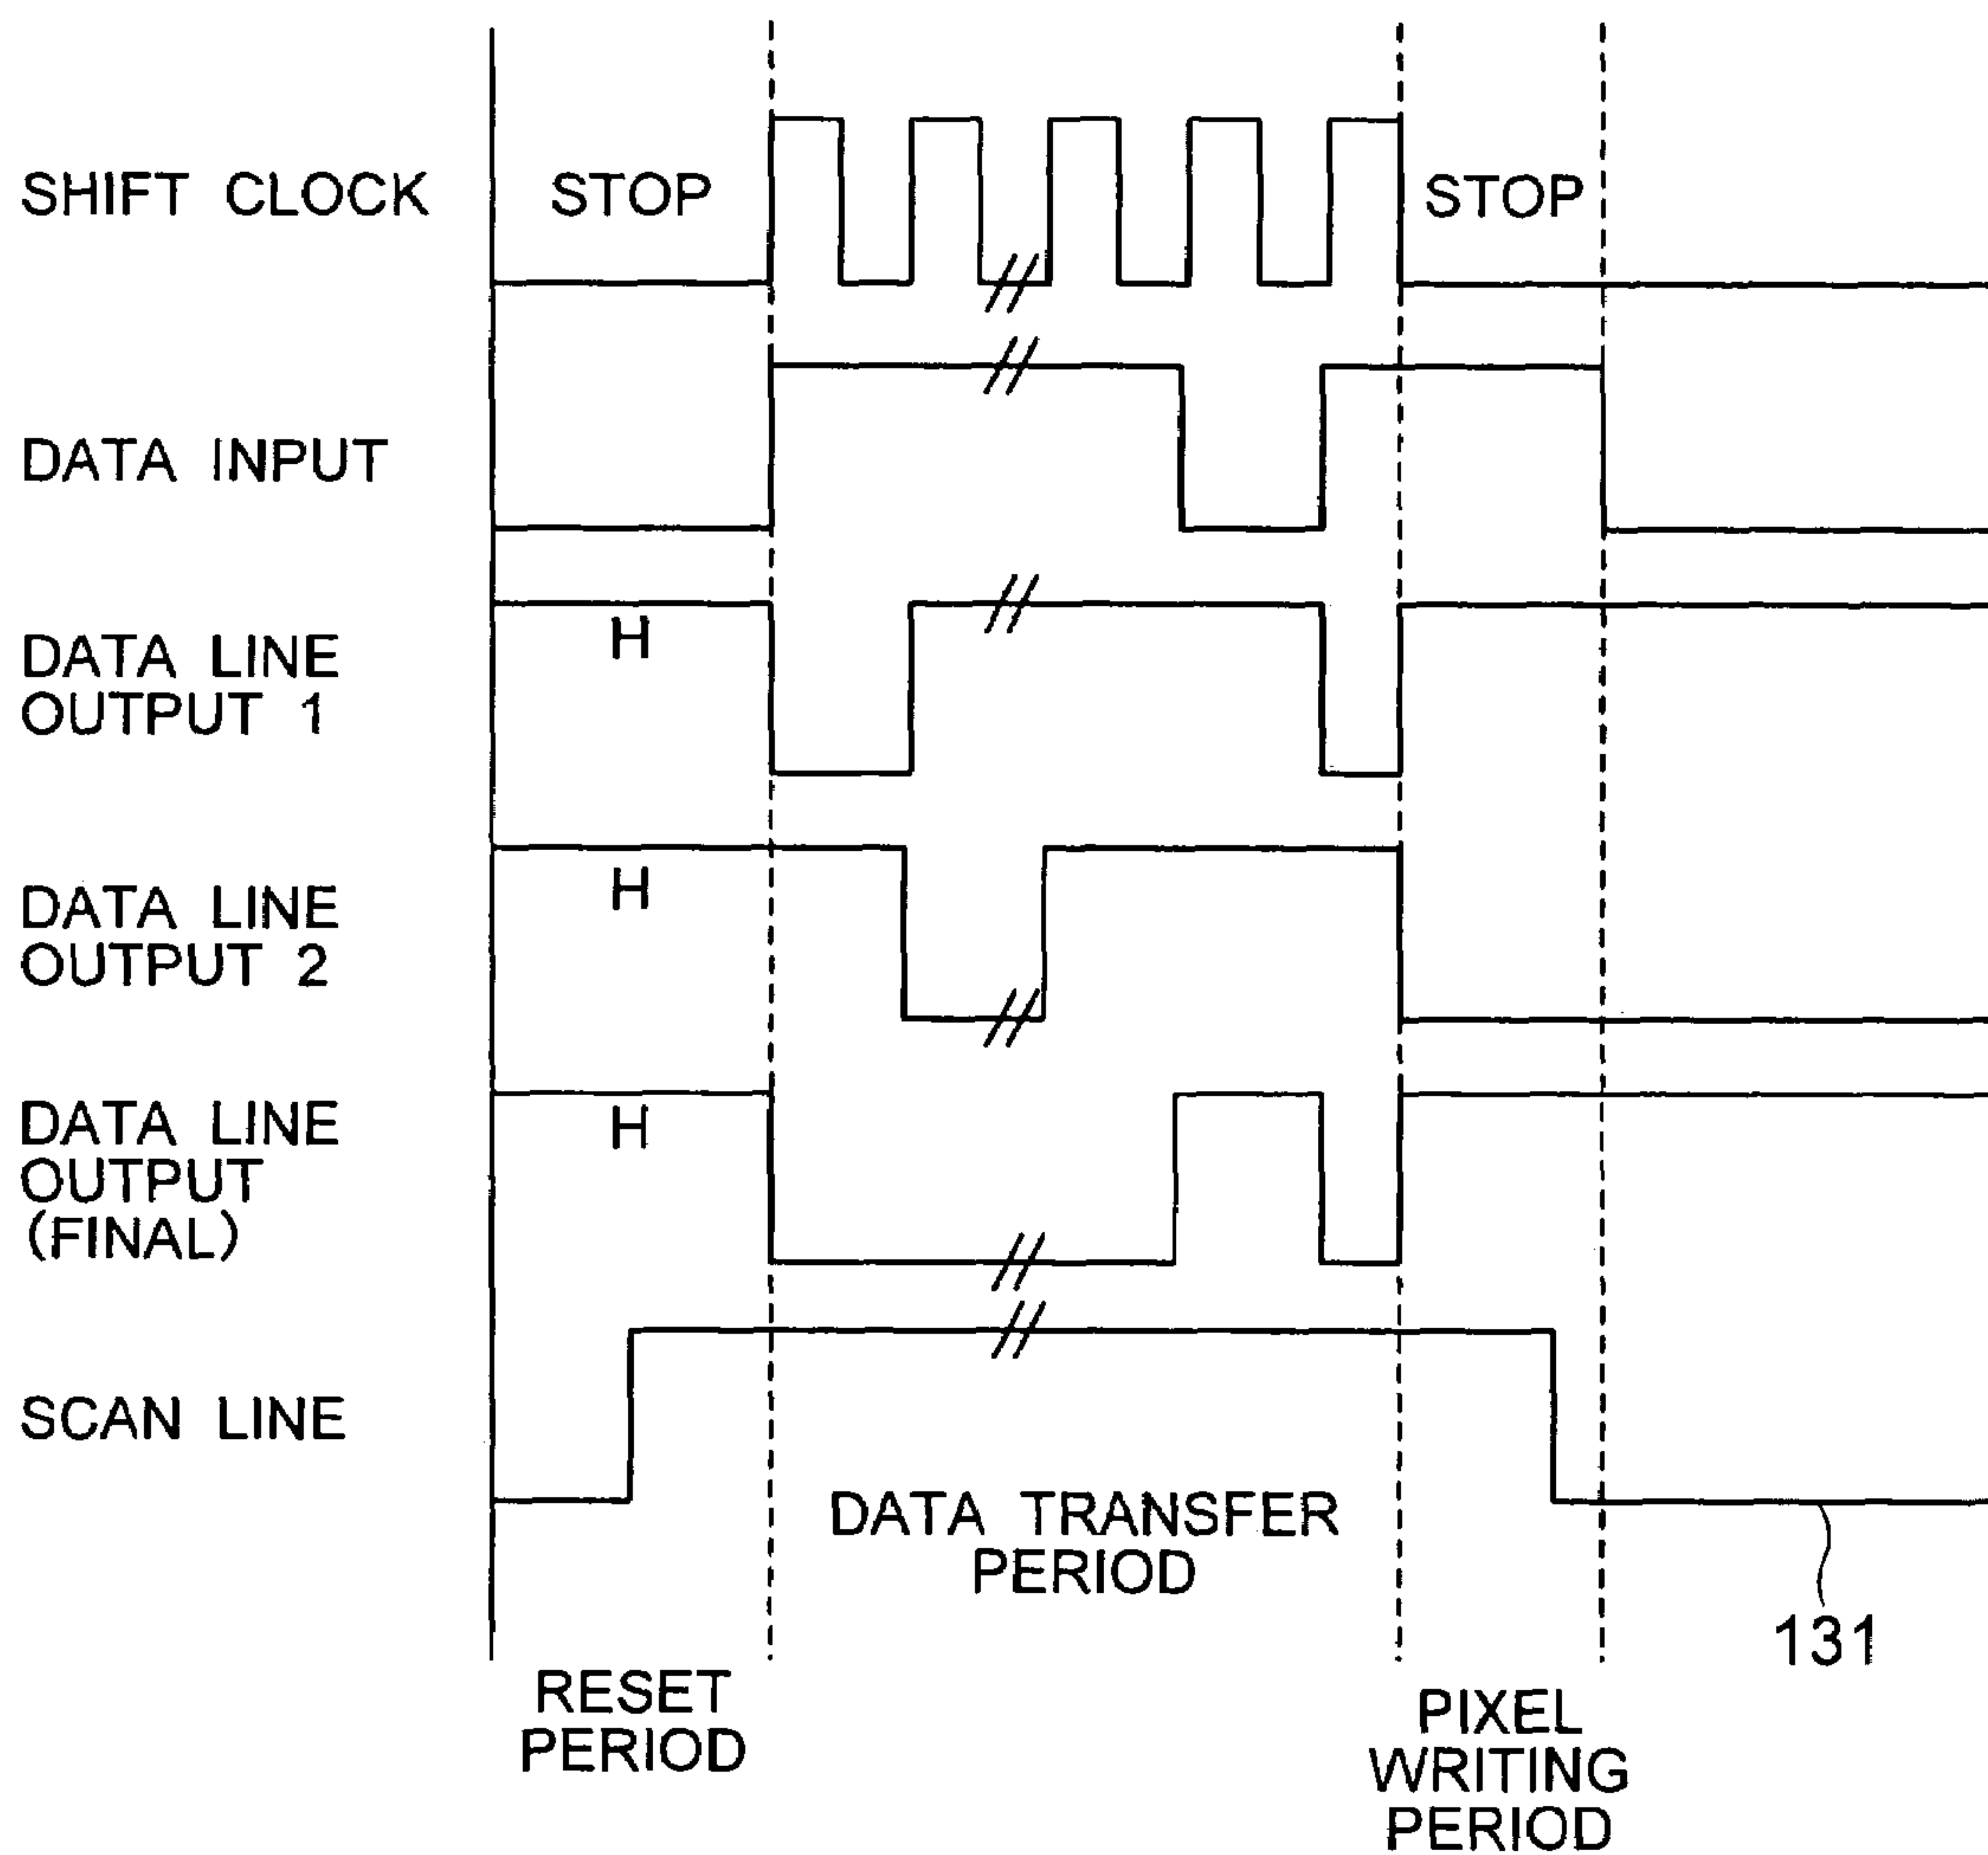 SHIFT CLOCK
STOP
STOP
DATA INPUT
DATA LINE
OUTPUT 1
H
DATA LINE
OUTPUT 2
H
DATA LINE
OUTPUT
(FINAL)
H
SCAN LINE
DATA TRANSFER
PERIOD
131
RESET
PERIOD
PIXEL
WRITING
PERIOD